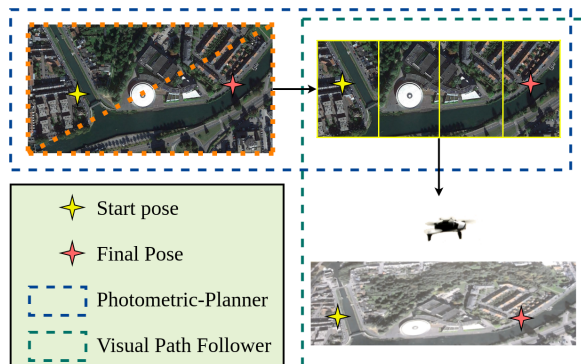 Start pose
Final Pose
Photometric-Planner
Visual Path Follower